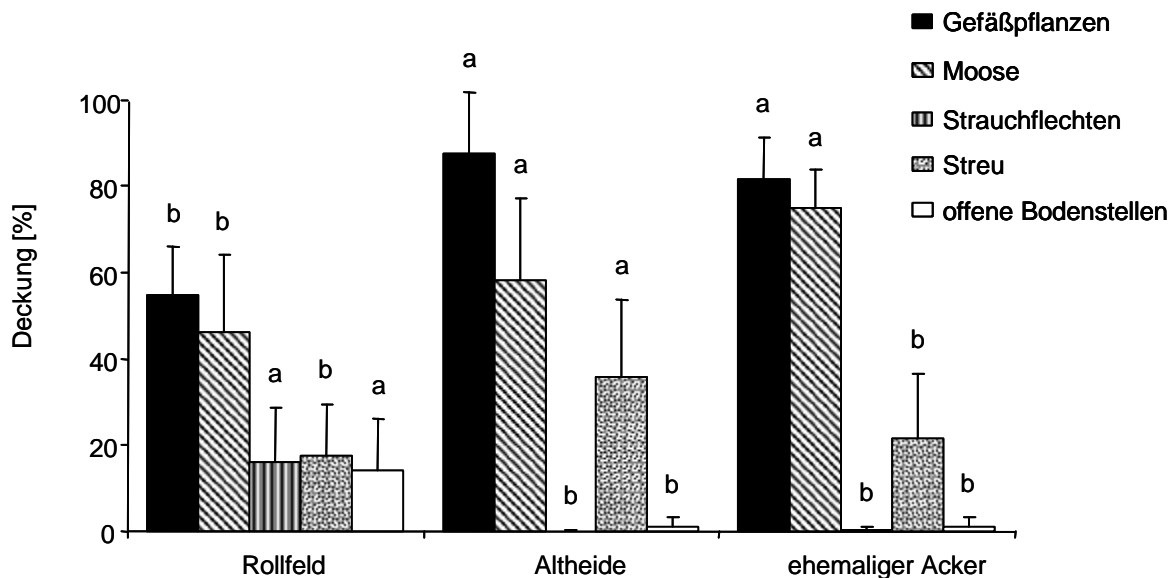 Gefäßpflanzen
Moose
Strauchflechten
Streu
offene Bodenstellen
Deckung [%]
100
80
60
40
20
0
b
b
a
b
a
a
a
b
a
b
a
a
b
b
b
Rollfeld
Altheide
ehemaliger Acker